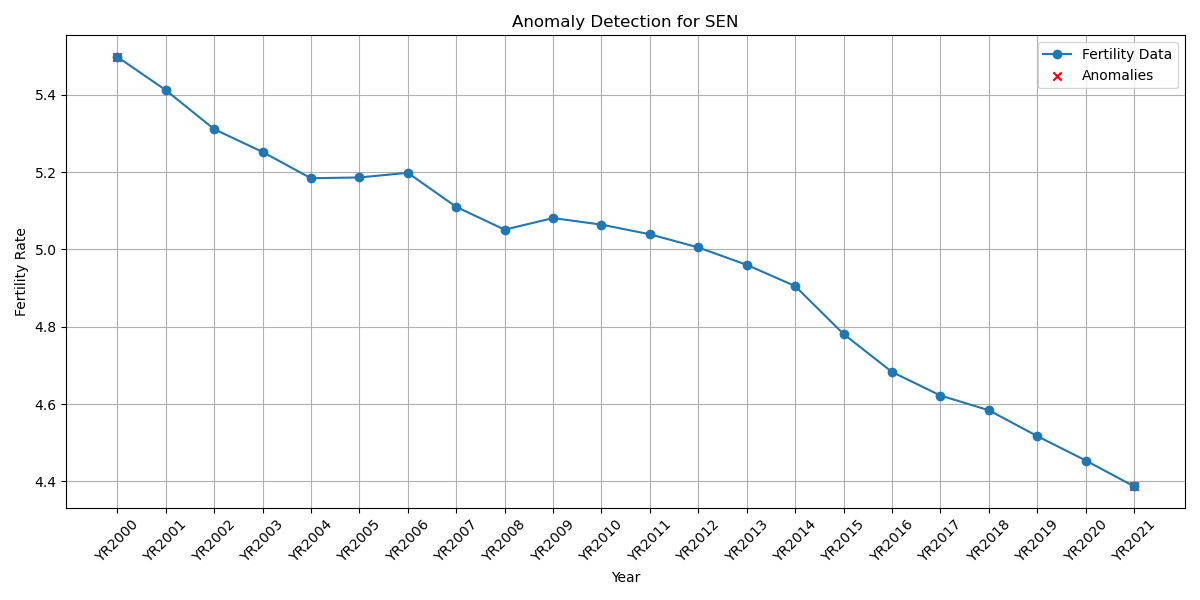 Anomaly Detection for SEN
Fertility Data
Anomalies
Fertility Rate
5.4
5.2
5.0
4.8
4.6
4.4
YR2000
YR2001
YR2002
YR2003
YR2004
YR2005
YR2006
YR2007
YR2008
YR2009
YR2010
YR2011
YR2012
YR2013
YR2014
YR2015
YR2016
YR2017
YR2018
YR2019
YR2020
YR2021
Year